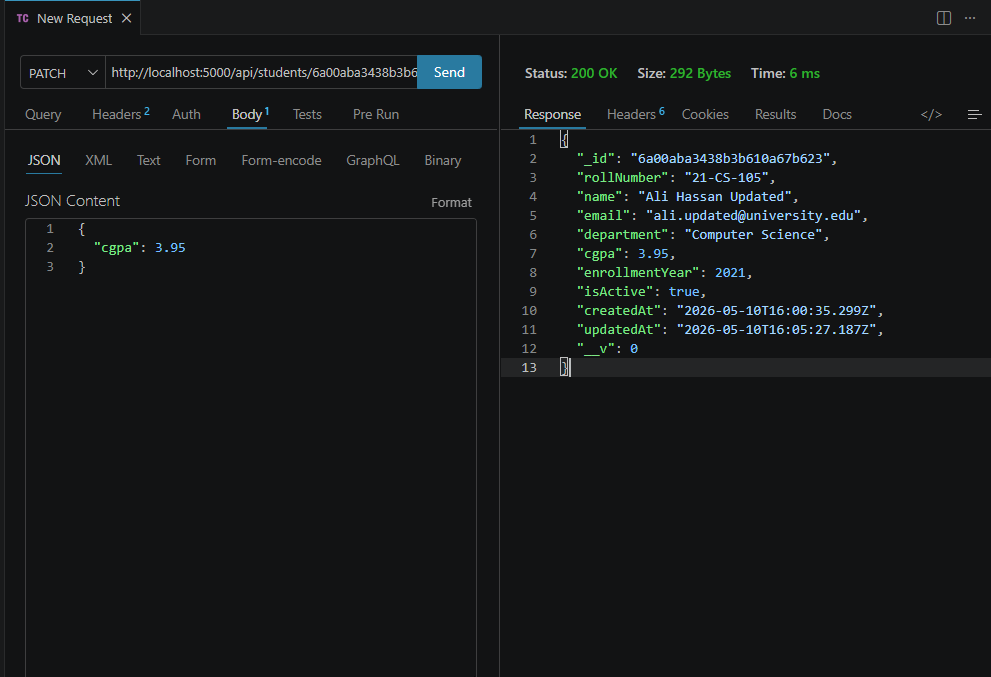 TC New Request
PATCH http://localhost:5000/api/students/6a00aba3438b3b6 Send
Query Headers 2 Auth Body 1 Tests Pre Run
JSON XML Text Form Form-encode GraphQL Binary
JSON Content Format
1 {
2 "cgpa": 3.95
3 }
Status: 200 OK Size: 292 Bytes Time: 6 ms
Response Headers 6 Cookies Results Docs </>
1 {
2 "_id": "6a00aba3438b3b610a67b623",
3 "rollNumber": "21-CS-105",
4 "name": "Ali Hassan Updated",
5 "email": "ali.updated@university.edu",
6 "department": "Computer Science",
7 "cgpa": 3.95,
8 "enrollmentYear": 2021,
9 "isActive": true,
10 "createdAt": "2026-05-10T16:00:35.299Z",
11 "updatedAt": "2026-05-10T16:05:27.187Z",
12 "__v": 0
13 }